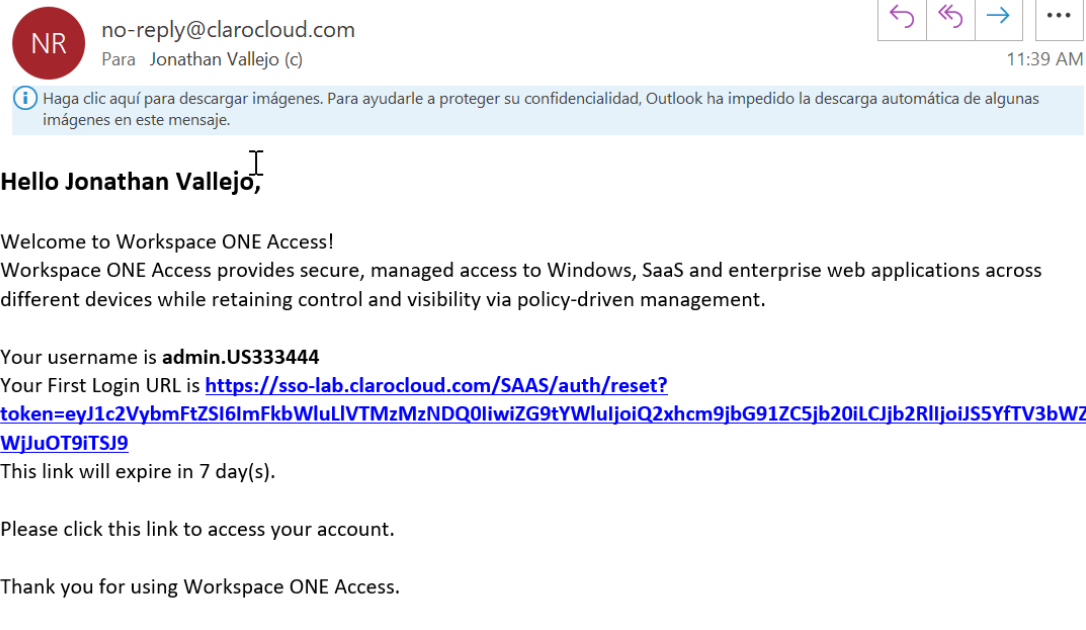 NR
no-reply@clarocloud.com
Para Jonathan Vallejo (c)
11:39 AM
Haga clic aquí para descargar imágenes. Para ayudarle a proteger su confidencialidad, Outlook ha impedido la descarga automática de algunas
imágenes en este mensaje.
Hello Jonathan Vallejo,
Welcome to Workspace ONE Access!
Workspace ONE Access provides secure, managed access to Windows, SaaS and enterprise web applications across
different devices while retaining control and visibility via policy-driven management.
Your username is admin.US333444
Your First Login URL is https://sso-lab.clarocloud.com/SAAS/auth/reset?
token=eyJ1c2VybmFtZSI6ImFkbWluLlVTMzMzNDQ0IiwiZG9tYWluIjoiQ2xhcm9jbG91ZC5jb20iLCJjb2RlIjoiJS5YfTV3bWZ
WjJuOT9iTSJ9
This link will expire in 7 day(s).
Please click this link to access your account.
Thank you for using Workspace ONE Access.